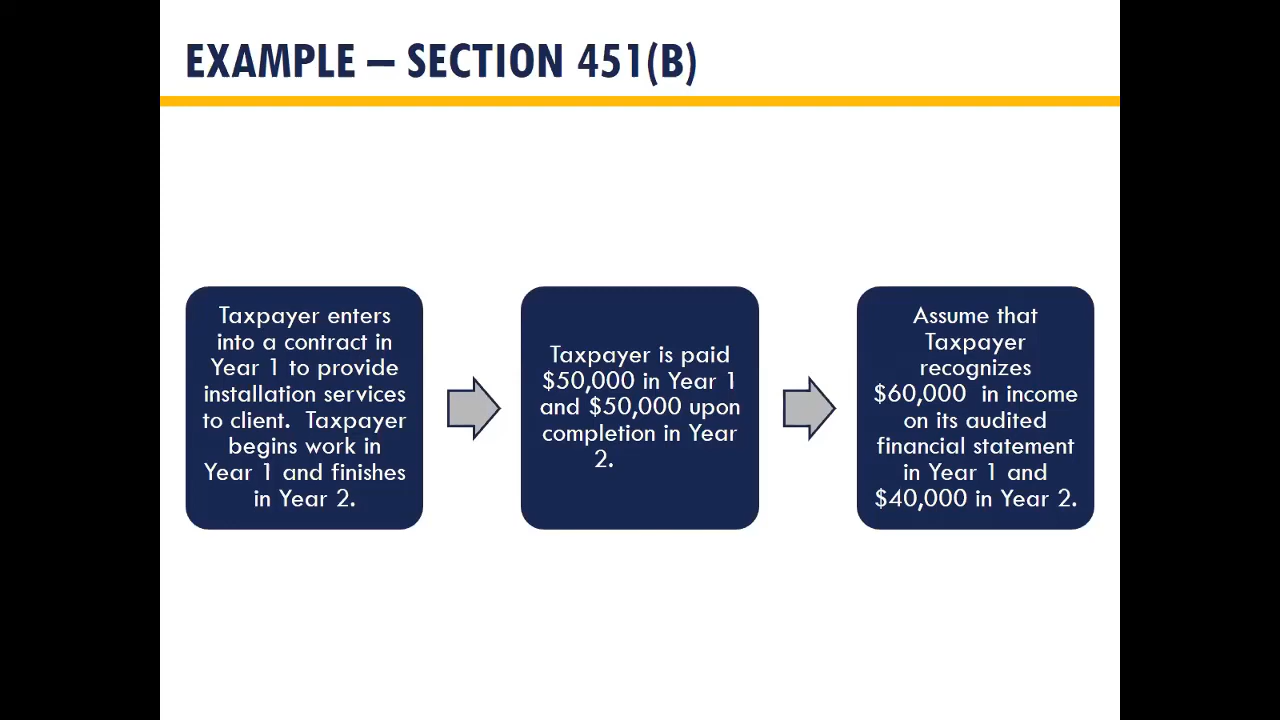 EXAMPLE – SECTION 451(B)
Taxpayer enters
into a contract in
Year 1 to provide
installation services
to client.  Taxpayer
begins work in
Year 1 and finishes
in Year 2.
Taxpayer is paid
$50,000 in Year 1
and $50,000 upon
completion in Year
2.
Assume that
Taxpayer
recognizes
$60,000  in income
on its audited
financial statement
in Year 1 and
$40,000 in Year 2.